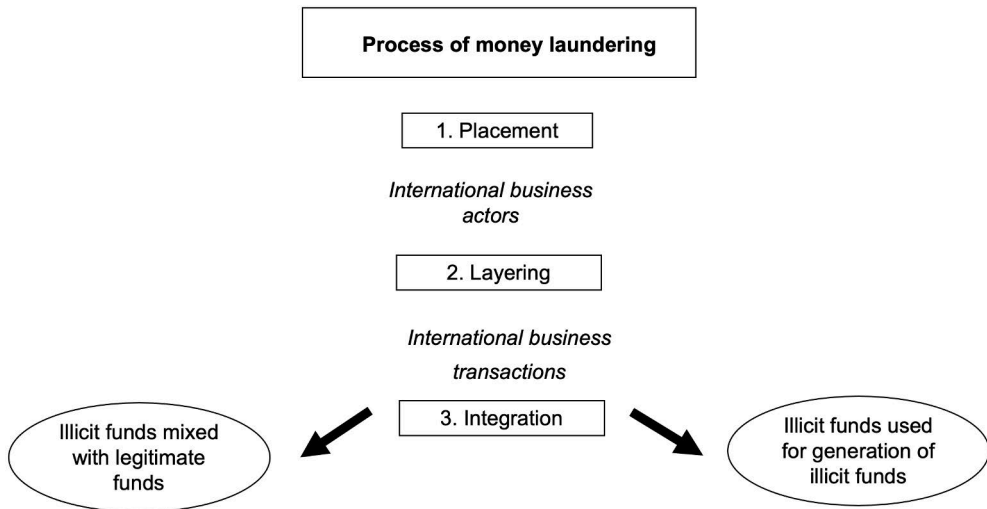 Process of money laundering
1. Placement
International business
actors
2. Layering
International business
transactions
3. Integration
Illicit funds mixed
with legitimate
funds
Illicit funds used
for generation of
illicit funds